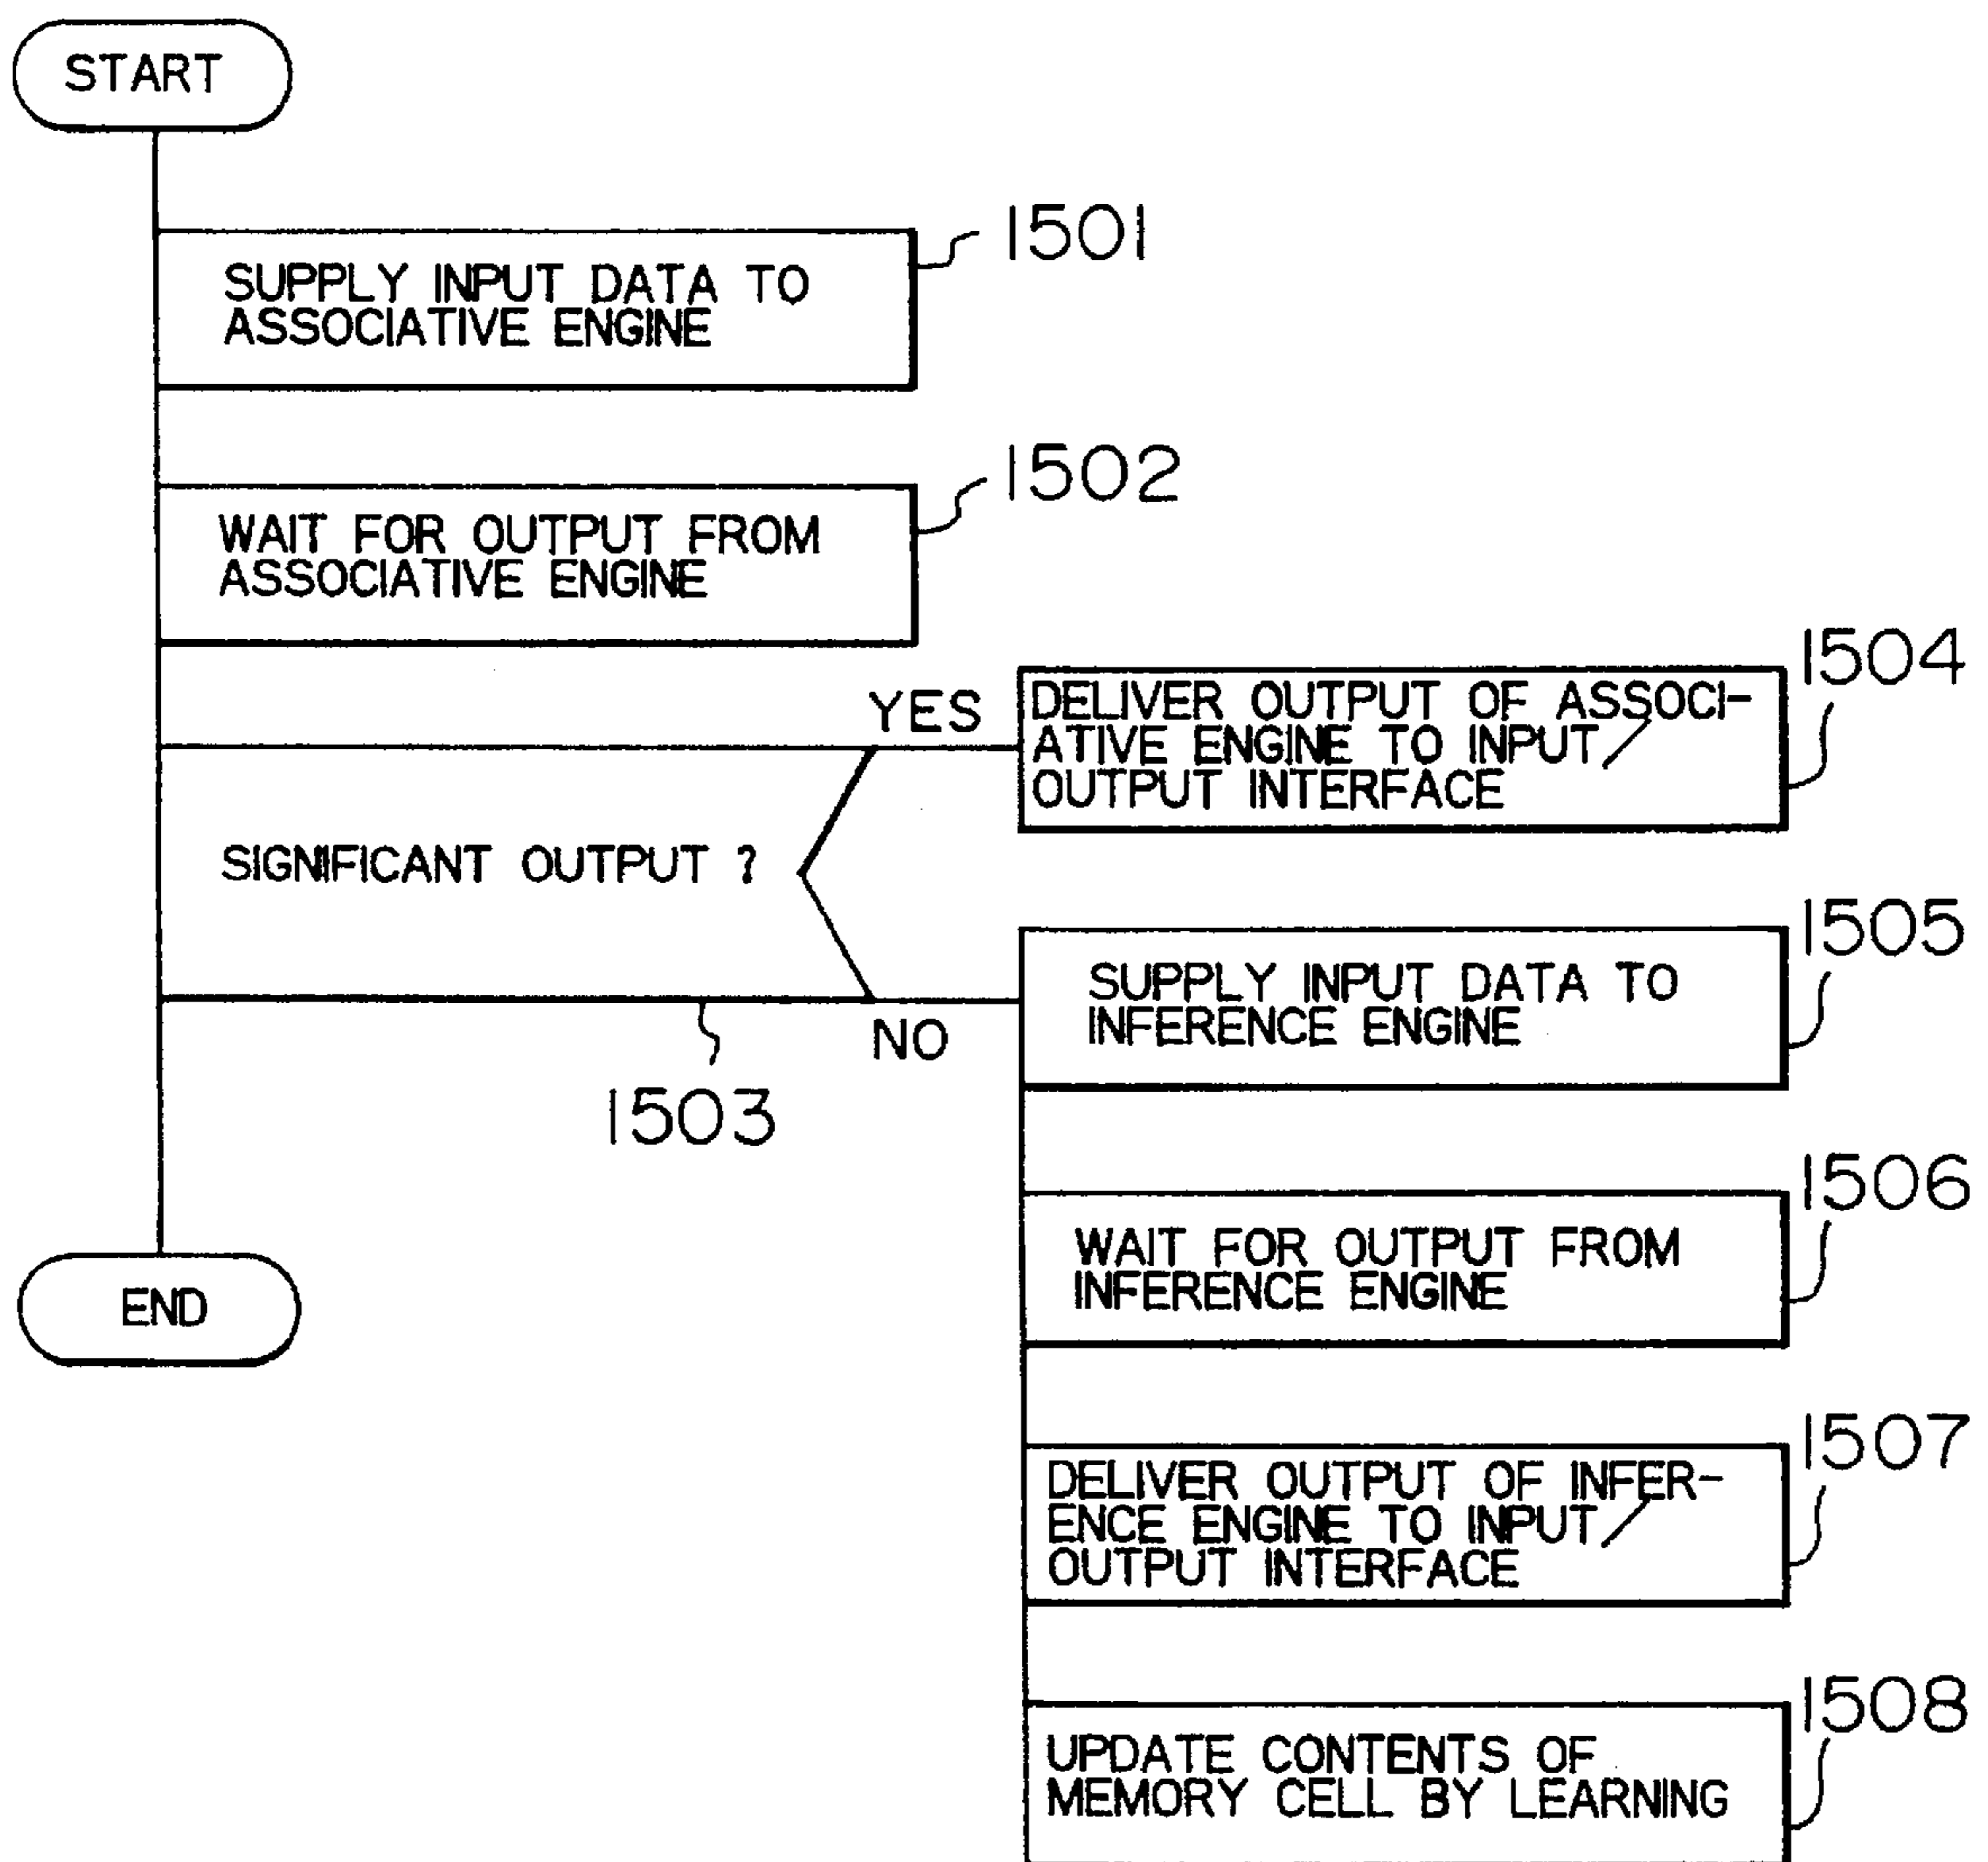 START
1501
SUPPLY INPUT DATA TO
ASSOCIATIVE ENGINE
1502
WAIT FOR OUTPUT FROM
ASSOCIATIVE ENGINE
YES
1504
DELIVER OUTPUT OF ASSOCI-
ATIVE ENGINE TO INPUT/
OUTPUT INTERFACE
SIGNIFICANT OUTPUT ?
NO
1503
1505
SUPPLY INPUT DATA TO
INFERENCE ENGINE
1506
WAIT FOR OUTPUT FROM
INFERENCE ENGINE
END
1507
DELIVER OUTPUT OF INFER-
ENCE ENGINE TO INPUT/
OUTPUT INTERFACE
1508
UPDATE CONTENTS OF
MEMORY CELL BY LEARNING